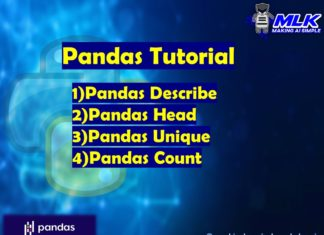 MLK
MAKING AI SIMPLE
Pandas Tutorial
1)Pandas Describe
2)Pandas Head
3)Pandas Unique
4)Pandas Count
pandas